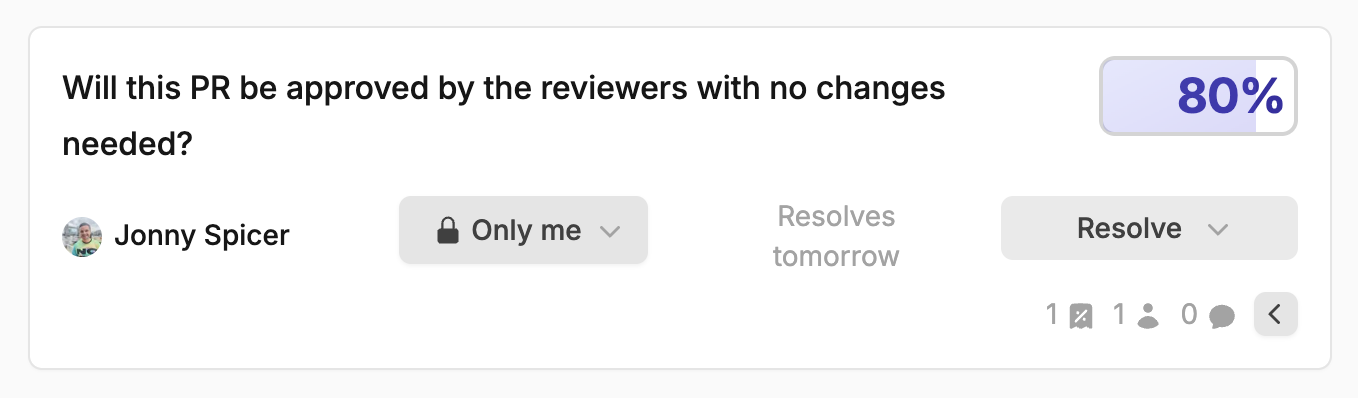 Will this PR be approved by the reviewers with no changes
needed?
80%
Jonny Spicer
Only me
Resolves
tomorrow
Resolve
1 1 0